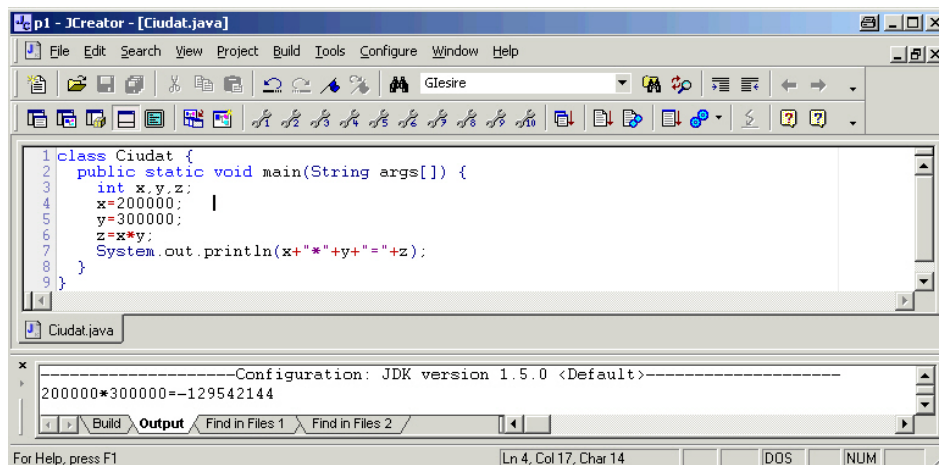 p1 - JCreator - [Ciudat.java]
File Edit Search View Project Build Tools Configure Window Help
GIesire
1 class Ciudat {
2 public static void main(String args[]) {
3 int x,y,z;
4 x=200000;
5 y=300000;
6 z=x*y;
7 System.out.println(x+"*"+y+"="+z);
8 }
9 }
Ciudat.java
--------------------Configuration: JDK version 1.5.0 <Default>--------------------
200000*300000=-129542144
Build Output Find in Files 1 Find in Files 2
For Help, press F1 Ln 4, Col 17, Char 14 DOS NUM